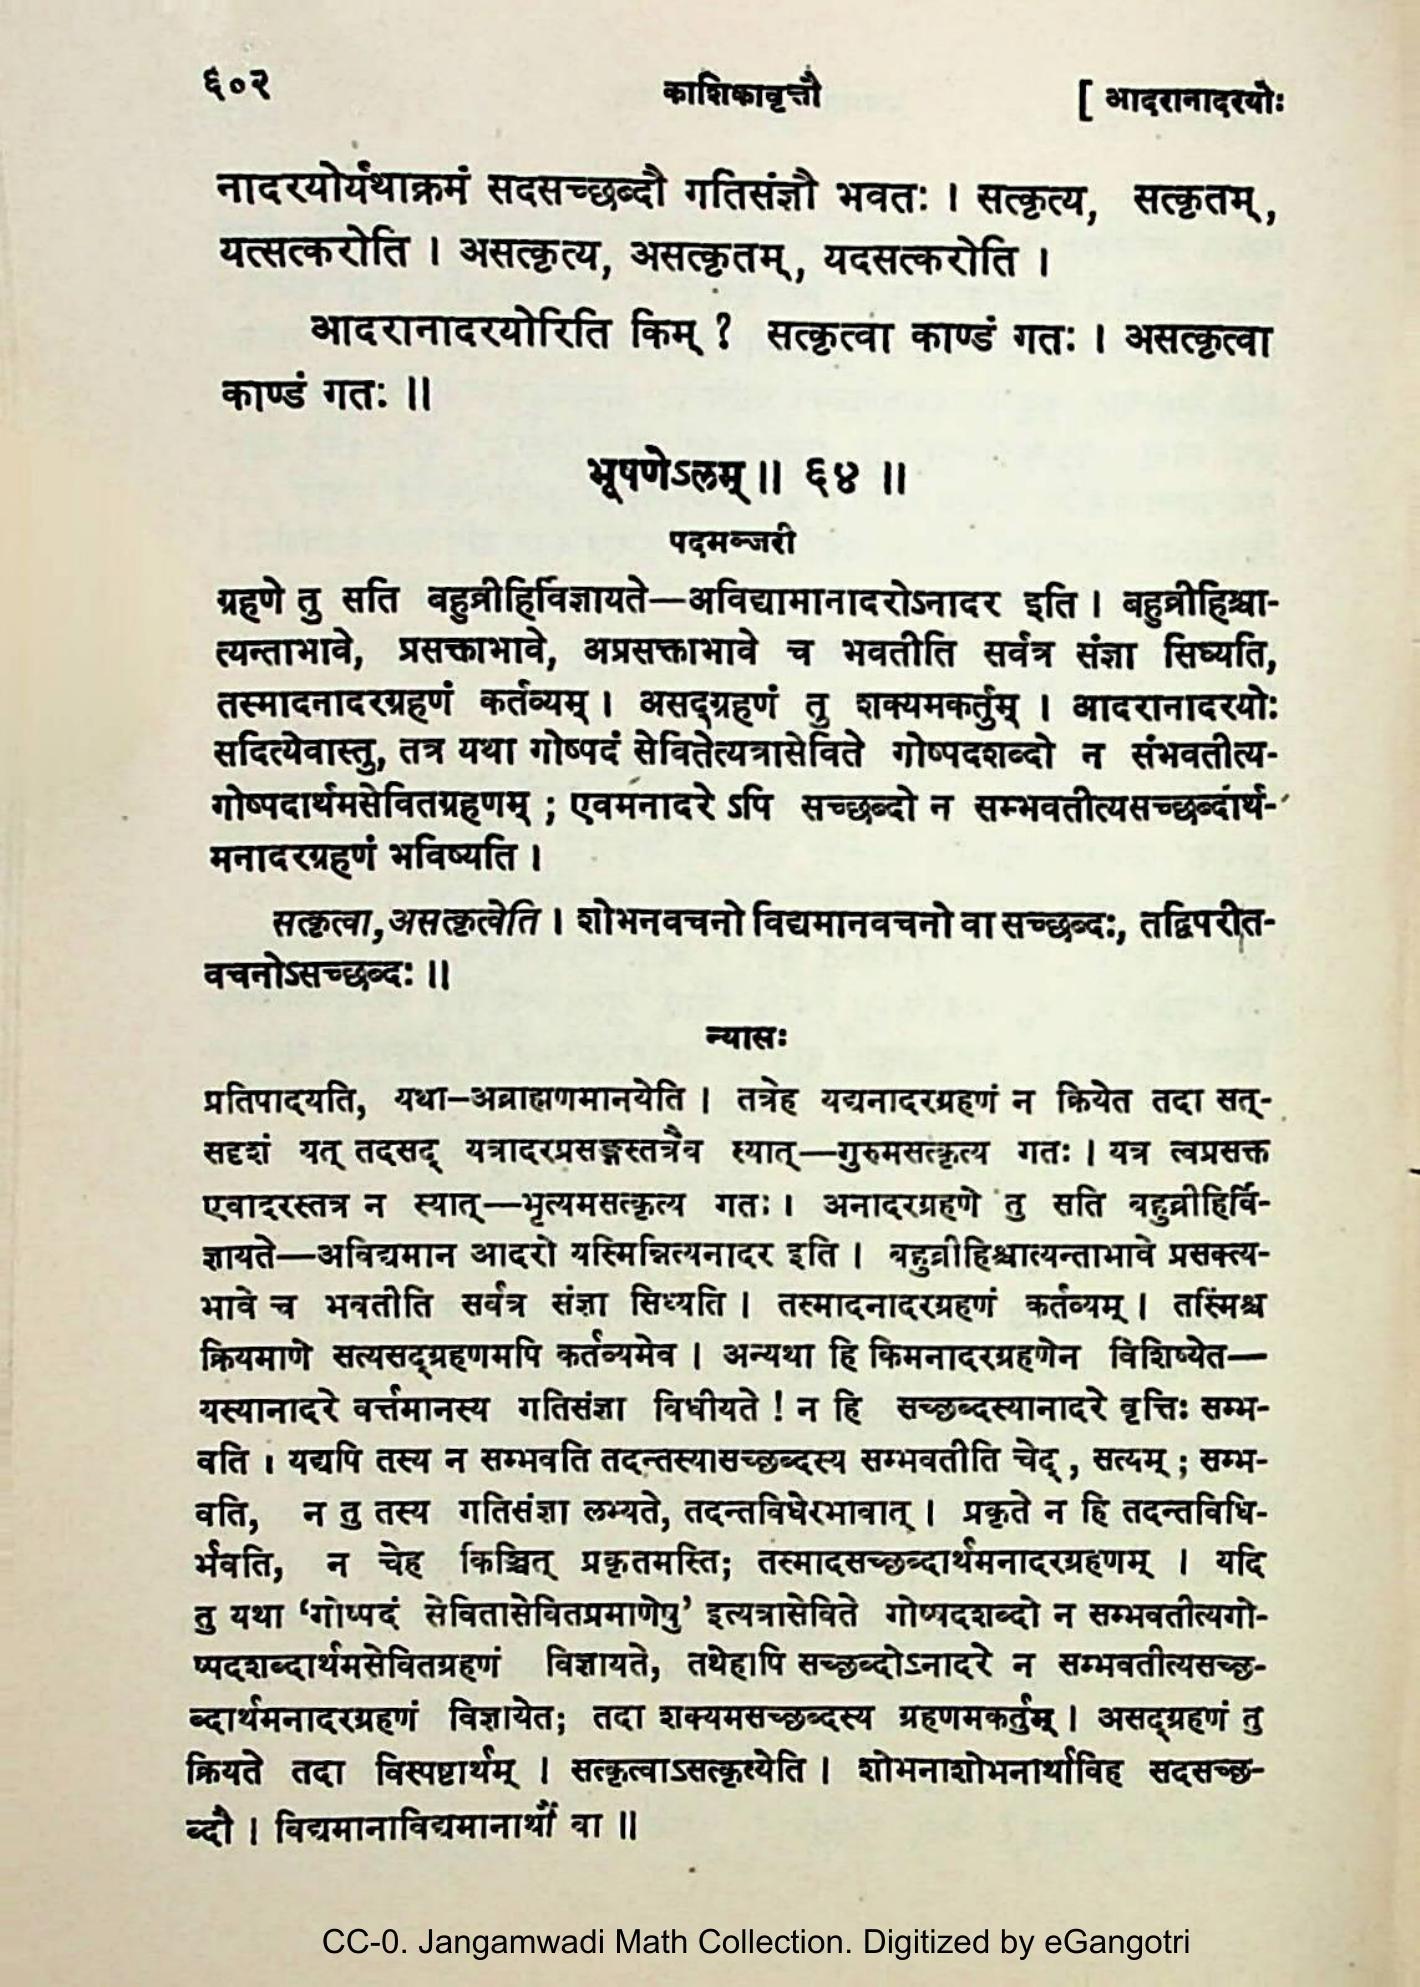 ६०२ काशिकावृत्तौ [ आदरानादरयोः
नादरयोर्यथाक्रमं सदसच्छब्दौ गतिसंज्ञौ भवतः । सत्कृत्य, सत्कृतम्,
यत्सत्करोति । असत्कृत्य, असत्कृतम्, यदसत्करोति ।
आदरानादरयोरिति किम् ? सत्कृत्वा काण्डं गतः । असत्कृत्वा
काण्डं गतः ॥
भूषणेऽलम् ॥ ६४ ॥
पदमञ्जरी
ग्रहणे तु सति बहुव्रीहिर्विज्ञायते—अविद्यामानादरोऽनादर इति । बहुव्रीहिश्चा-
त्यन्ताभावे, प्रसक्ताभावे, अप्रसक्ताभावे च भवतीति सर्वत्र संज्ञा सिध्यति,
तस्मादनादरग्रहणं कर्तव्यम् । असद्ग्रहणं तु शक्यमकर्तुम् । आदरानादरयोः
सदित्येवास्तु, तत्र यथा गोष्पदं सेवितेत्यत्रासेविते गोष्पदशब्दो न संभवतीत्य-
गोष्पदार्थमसेवितग्रहणम् ; एवमनादरे ऽपि सच्छब्दो न सम्भवतीत्यसच्छब्दार्थ-
मनादरग्रहणं भविष्यति ।
सत्कृत्वा, असत्कृत्वेति । शोभनवचनो विद्यमानवचनो वा सच्छब्दः, तद्विपरीत-
वचनोऽसच्छब्दः ॥
न्यासः
प्रतिपादयति, यथा—अब्राह्मणमानयेति । तत्रेह यद्यनादरग्रहणं न क्रियेत तदा सत्-
सदृशं यत् तदसद् यत्रादरप्रसङ्गस्तत्रैव स्यात्—गुरुमसत्कृत्य गतः । यत्र त्वप्रसक्त
एवादरस्तत्र न स्यात्—भृत्यमसत्कृत्य गतः । अनादरग्रहणे तु सति बहुव्रीहिर्वि-
ज्ञायते—अविद्यमान आदरो यस्मिन्नित्यनादर इति । बहुव्रीहिश्चात्यन्ताभावे प्रसक्त्य-
भावे च भवतीति सर्वत्र संज्ञा सिध्यति । तस्मादनादरग्रहणं कर्तव्यम् । तस्मिंश्च
क्रियमाणे सत्यसद्ग्रहणमपि कर्तव्यमेव । अन्यथा हि किमनादरग्रहणेन विशिष्येत—
यस्यानादरे वर्त्तमानस्य गतिसंज्ञा विधीयते ! न हि सच्छब्दस्यानादरे वृत्तिः सम्भ-
वति । यद्यपि तस्य न सम्भवति तदन्तस्यासच्छब्दस्य सम्भवतीति चेद् , सत्यम् ; सम्भ-
वति, न तु तस्य गतिसंज्ञा लभ्यते, तदन्तविधेरभावात् । प्रकृते न हि तदन्तविधि-
र्भवति, न चेह किञ्चित् प्रकृतमस्ति; तस्मादसच्छब्दार्थमनादरग्रहणम् । यदि
तु यथा ‘गोष्पदं सेवितासेवितप्रमाणेषु’ इत्यत्रासेविते गोष्पदशब्दो न सम्भवतीत्यगो-
ष्पदशब्दार्थमसेवितग्रहणं विज्ञायते, तथेहापि सच्छब्दोऽनादरे न सम्भवतीत्यसच्छ-
ब्दार्थमनादरग्रहणं विज्ञायेत; तदा शक्यमसच्छब्दस्य ग्रहणमकर्तुम् । असद्ग्रहणं तु
क्रियते तदा विस्पष्टार्थम् । सत्कृत्वाऽसत्कृत्येति । शोभनाशोभनार्थाविह सदसच्छ-
ब्दौ । विद्यमानाविद्यमानार्थौ वा ॥
CC-0. Jangamwadi Math Collection. Digitized by eGangotri